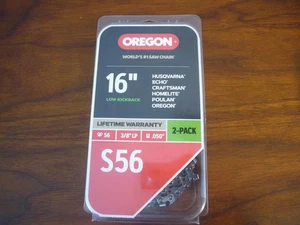 OREGON
WORLD'S #1 SAW CHAIN
16"
LOW KICKBACK
HUSQVARNA
ECHO
CRAFTSMAN
HOMELITE
POULAN
OREGON
LIFETIME WARRANTY
2-PACK
56
3/8" LP
.050"
S56